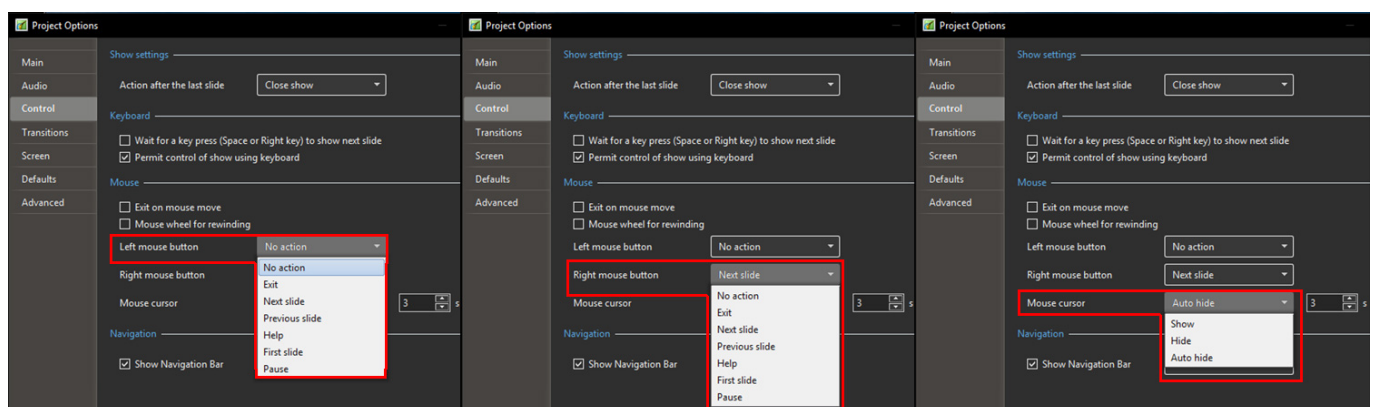 Project Options
Main
Audio
Control
Transitions
Screen
Defaults
Advanced
Show settings
Action after the last slide Close show
Keyboard
Wait for a key press (Space or Right key) to show next slide
Permit control of show using keyboard
Mouse
Exit on mouse move
Mouse wheel for rewinding
Left mouse button No action
No action
Exit
Next slide
Previous slide
Help
First slide
Pause
Right mouse button
Mouse cursor 3 s
Navigation
Show Navigation Bar
Project Options
Main
Audio
Control
Transitions
Screen
Defaults
Advanced
Show settings
Action after the last slide Close show
Keyboard
Wait for a key press (Space or Right key) to show next slide
Permit control of show using keyboard
Mouse
Exit on mouse move
Mouse wheel for rewinding
Left mouse button No action
Right mouse button Next slide
No action
Exit
Next slide
Previous slide
Help
First slide
Pause
Mouse cursor 3 s
Navigation
Show Navigation Bar
Project Options
Main
Audio
Control
Transitions
Screen
Defaults
Advanced
Show settings
Action after the last slide Close show
Keyboard
Wait for a key press (Space or Right key) to show next slide
Permit control of show using keyboard
Mouse
Exit on mouse move
Mouse wheel for rewinding
Left mouse button No action
Right mouse button Next slide
Mouse cursor Auto hide 3 s
Show
Hide
Auto hide
Navigation
Show Navigation Bar